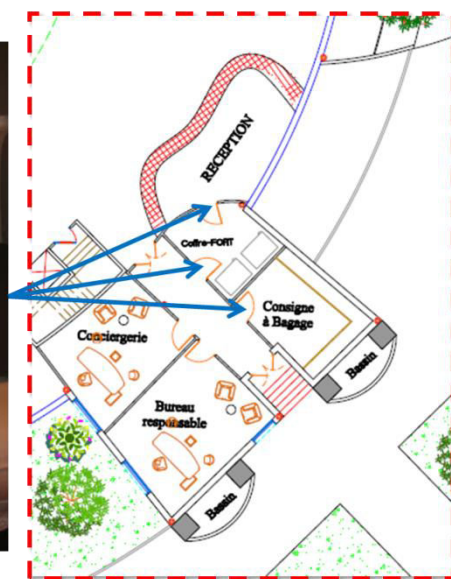 RECEPTION
Coffre-FORT
Consigne
à Bagage
Conciergerie
Bassin
Bureau
responsable
Bassin